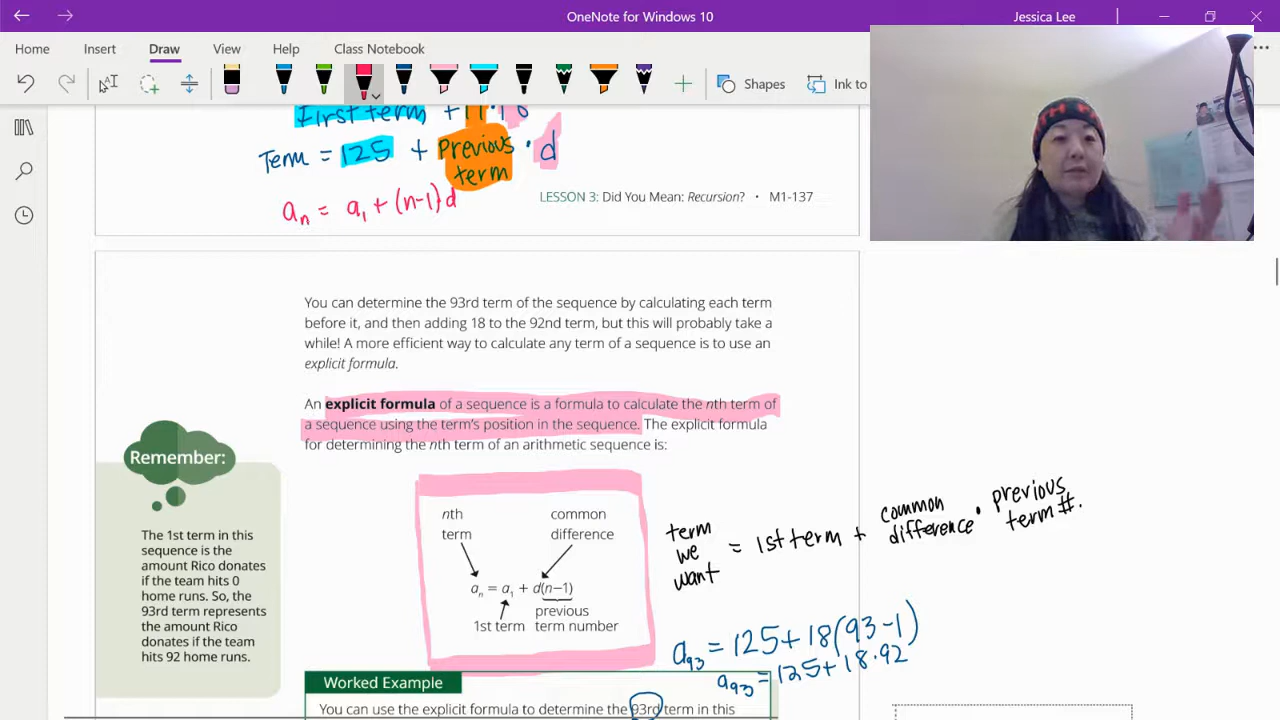 OneNote for Windows 10
Jessica Lee
Home Insert Draw View Help Class Notebook
Shapes Ink to
First term + 11.18
Term = 125 + Previous term · d
aₙ = a₁ + (n-1)d
LESSON 3: Did You Mean: Recursion? • M1-137
You can determine the 93rd term of the sequence by calculating each term
before it, and then adding 18 to the 92nd term, but this will probably take a
while! A more efficient way to calculate any term of a sequence is to use an
explicit formula.
An explicit formula of a sequence is a formula to calculate the nth term of
a sequence using the term's position in the sequence. The explicit formula
for determining the nth term of an arithmetic sequence is:
Remember:
The 1st term in this
sequence is the
amount Rico donates
if the team hits 0
home runs. So, the
93rd term represents
the amount Rico
donates if the team
hits 92 home runs.
nth
term
common
difference
aₙ = a₁ + d(n−1)
1st term
previous
term number
term we want = 1st term + common difference · previous term #.
a₉₃ = 125 + 18(93-1)
a₉₃ = 125 + 18·92
Worked Example
You can use the explicit formula to determine the 93rd term in this